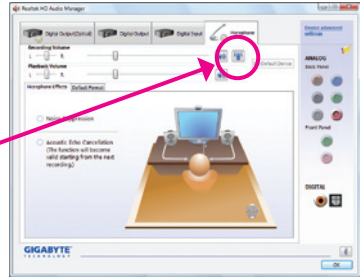 Realtek HD Audio Manager
Digital Output(Optical)
Digital Output
Digital Input
Microphone
Device advanced settings
Recording Volume
L R
Playback Volume
L R
Default Device
Microphone Effects
Default Format
Noise Suppression
Acoustic Echo Cancellation
(The function will become
valid starting from the next
recording.)
ANALOG
Back Panel
Front Panel
DIGITAL
GIGABYTE
TECHNOLOGY
OK